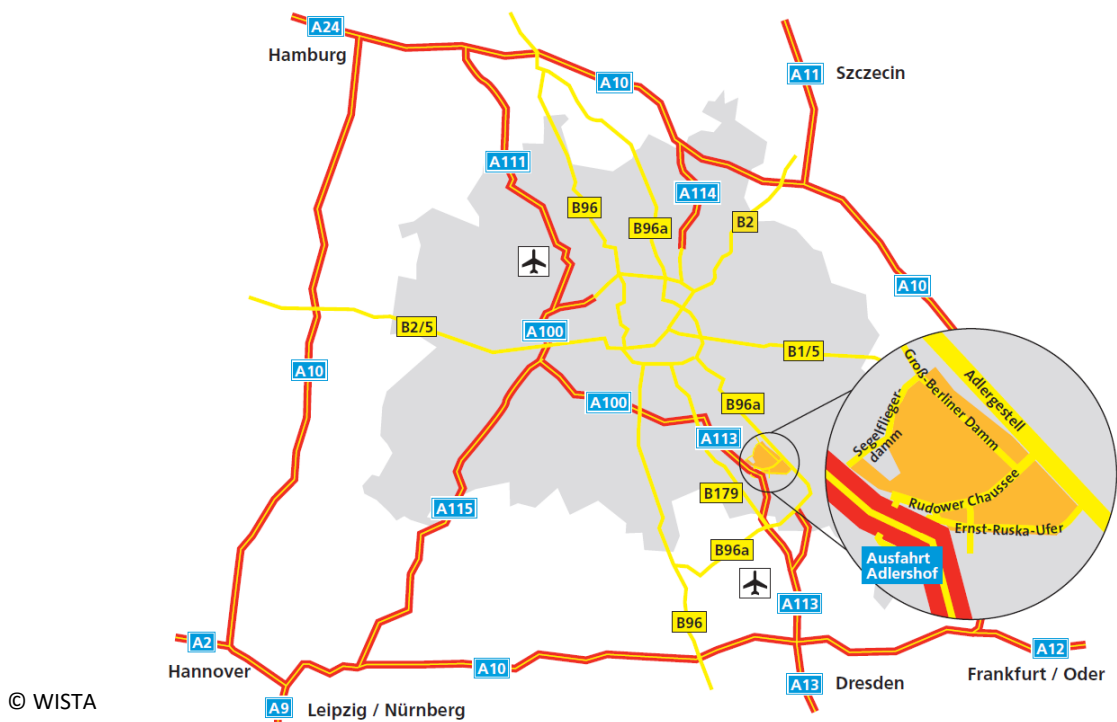 A24
Hamburg
A11
Szczecin
A10
A111
A114
B96
B96a
B2
A10
B2/5
A100
B1/5
A10
A100
B96a
A113
Adlergestell
Groß-Berliner Damm
Segelflieger-
damm
B179
Rudower Chaussee
A115
Ernst-Ruska-Ufer
B96a
Ausfahrt
Adlershof
A113
B96
A2
Hannover
A10
A12
Frankfurt / Oder
A13
Dresden
A9
Leipzig / Nürnberg
© WISTA